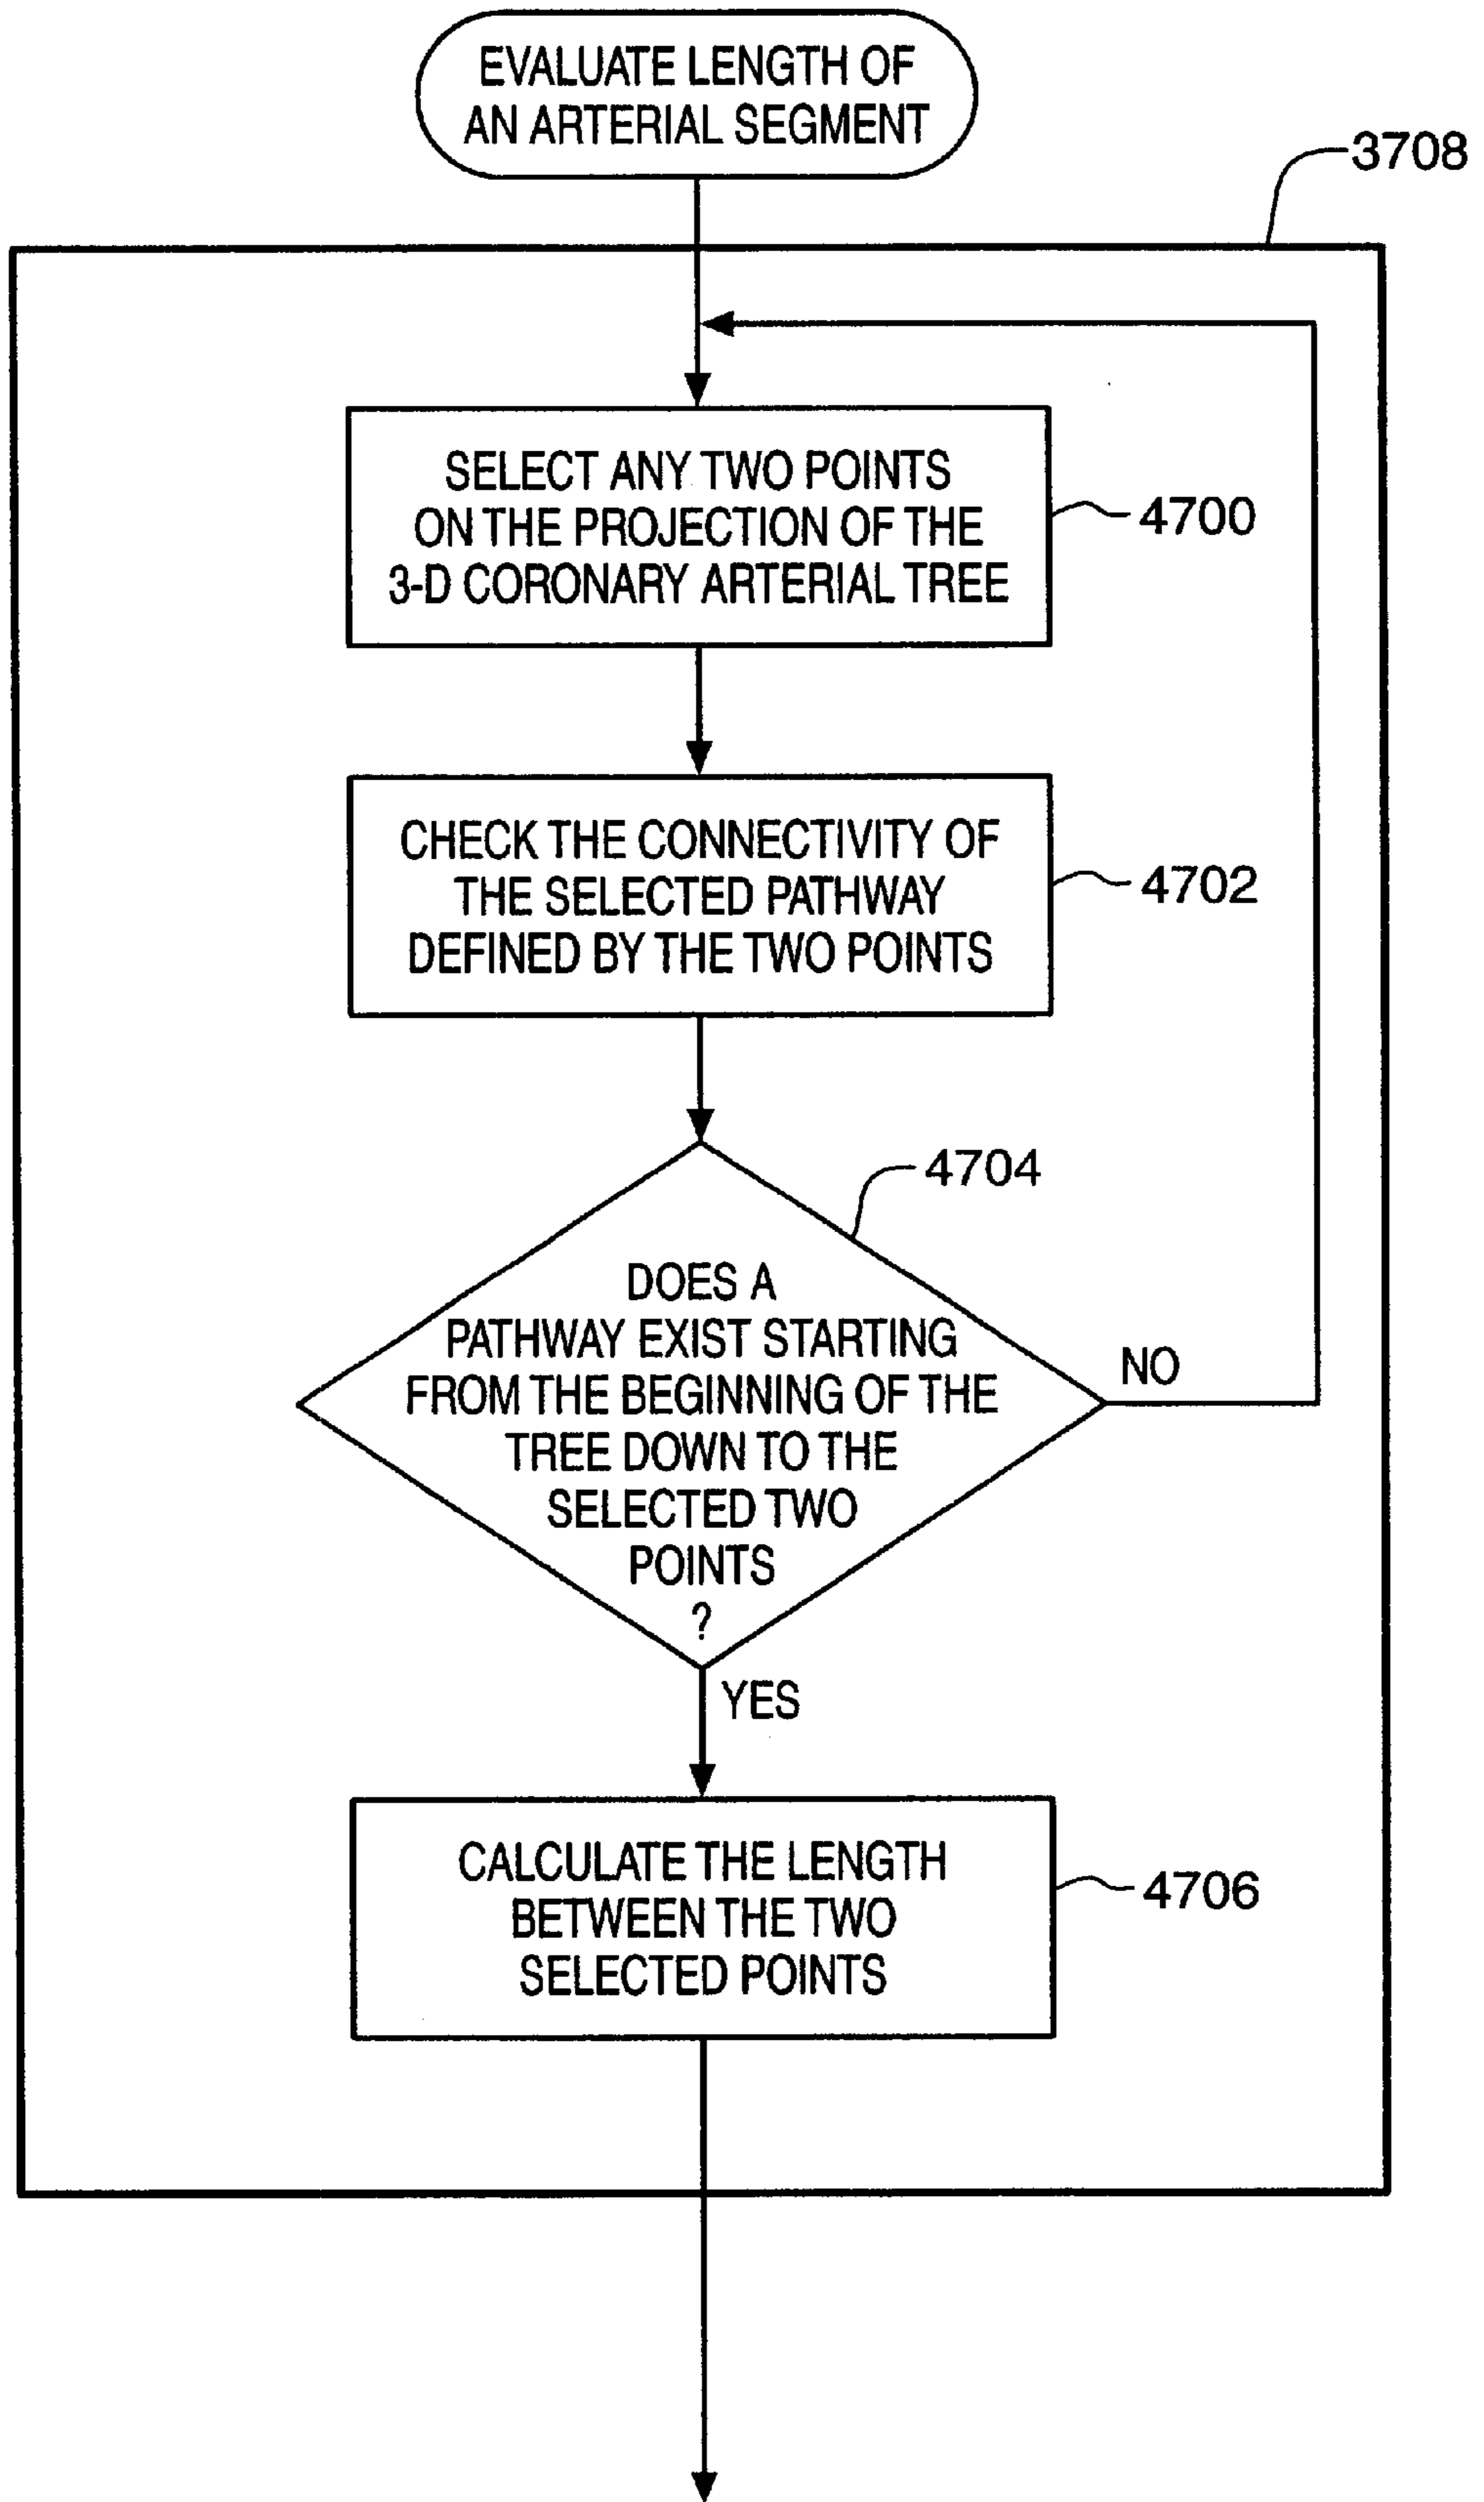 EVALUATE LENGTH OF
AN ARTERIAL SEGMENT
3708
SELECT ANY TWO POINTS
ON THE PROJECTION OF THE
3-D CORONARY ARTERIAL TREE
4700
CHECK THE CONNECTIVITY OF
THE SELECTED PATHWAY
DEFINED BY THE TWO POINTS
4702
4704
DOES A
PATHWAY EXIST STARTING
FROM THE BEGINNING OF THE
TREE DOWN TO THE
SELECTED TWO
POINTS
?
NO
YES
CALCULATE THE LENGTH
BETWEEN THE TWO
SELECTED POINTS
4706